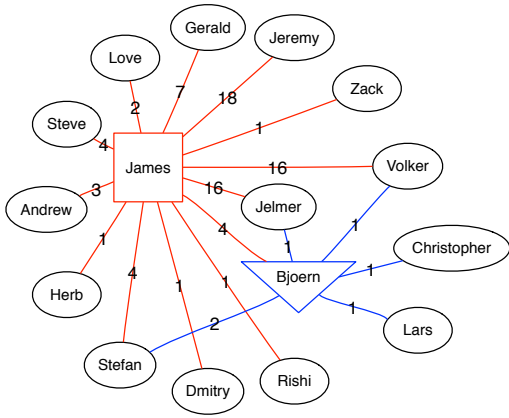 Gerald
Jeremy
Love
Zack
7
18
2
Steve
1
4
James
16
Volker
3
16
Andrew
Jelmer
4
1
1
1
Christopher
4
1
1
Bjoern
1
Herb
1
2
Lars
Stefan
Rishi
Dmitry